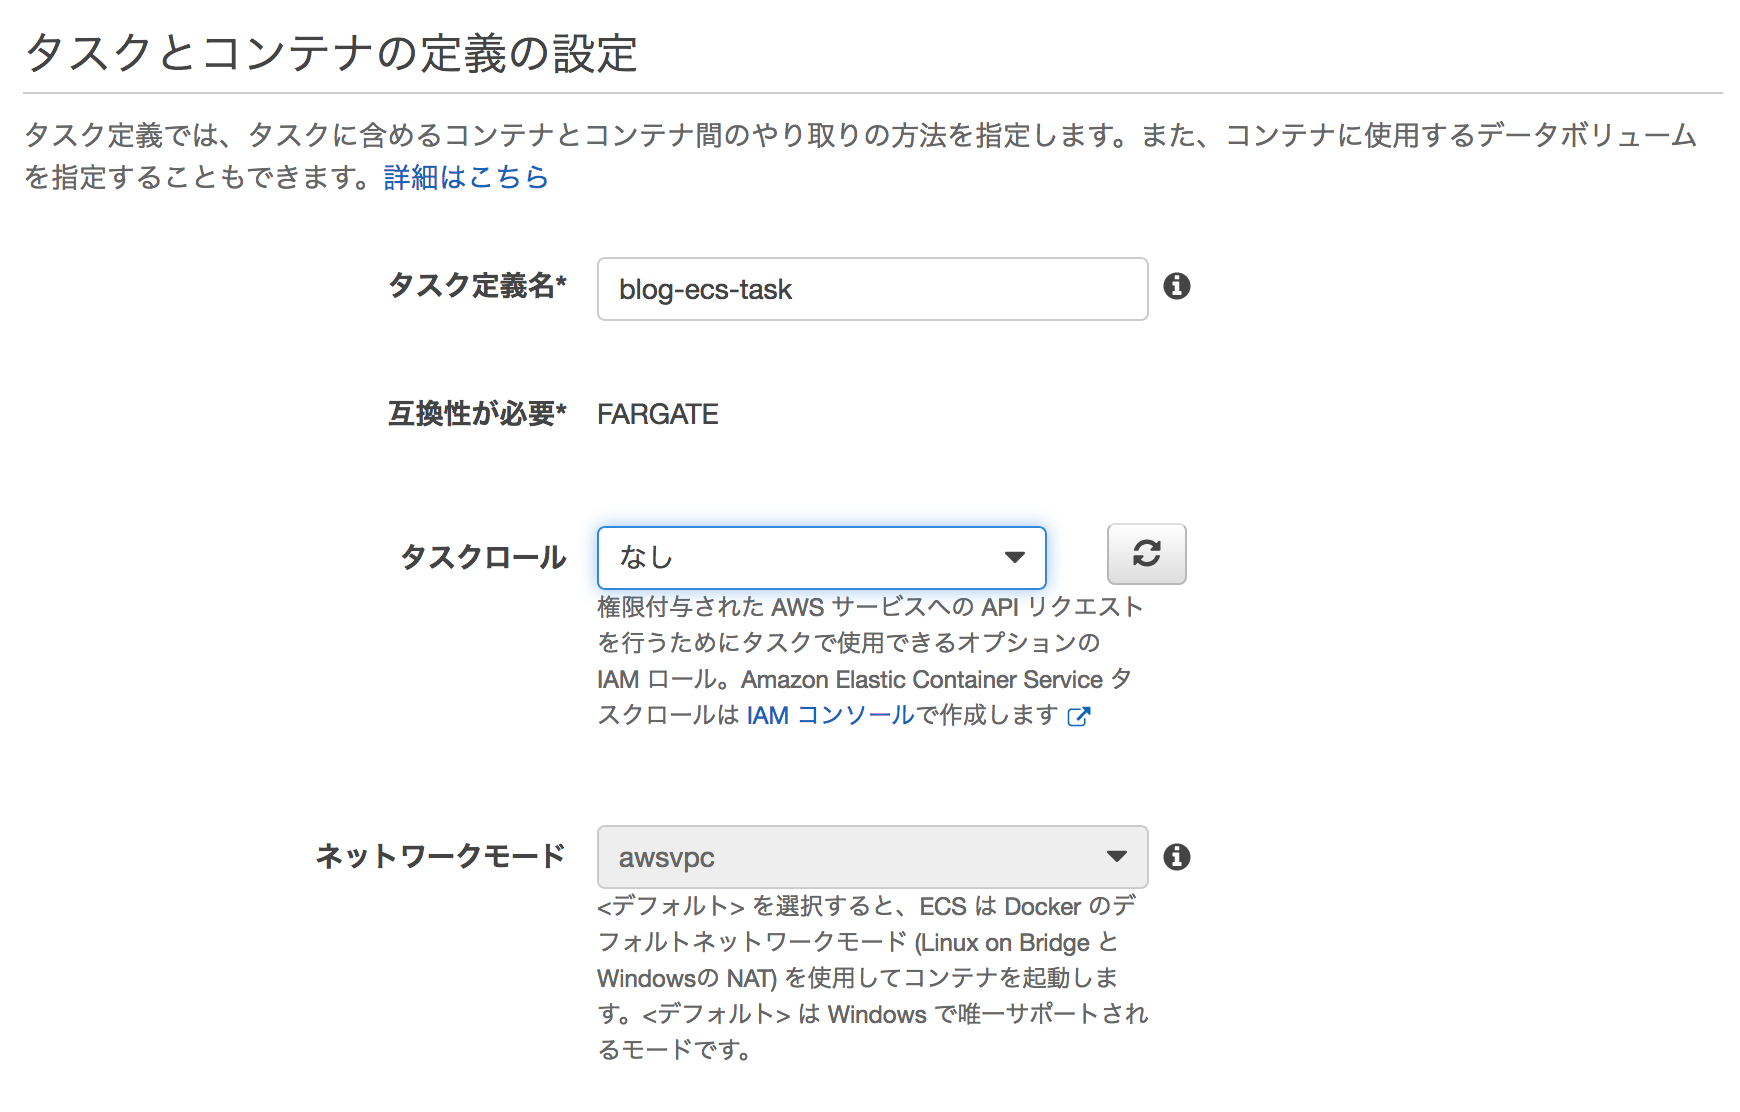 タスクとコンテナの定義の設定
タスク定義では、タスクに含めるコンテナとコンテナ間のやり取りの方法を指定します。また、コンテナに使用するデータボリューム
を指定することもできます。詳細はこちら
タスク定義名* blog-ecs-task
互換性が必要* FARGATE
タスクロール なし
権限付与された AWS サービスへの API リクエスト
を行うためにタスクで使用できるオプションの
IAM ロール。Amazon Elastic Container Service タ
スクロールは IAM コンソールで作成します
ネットワークモード awsvpc
<デフォルト> を選択すると、ECS は Docker のデ
フォルトネットワークモード (Linux on Bridge と
Windowsの NAT) を使用してコンテナを起動しま
す。<デフォルト> は Windows で唯一サポートされ
るモードです。